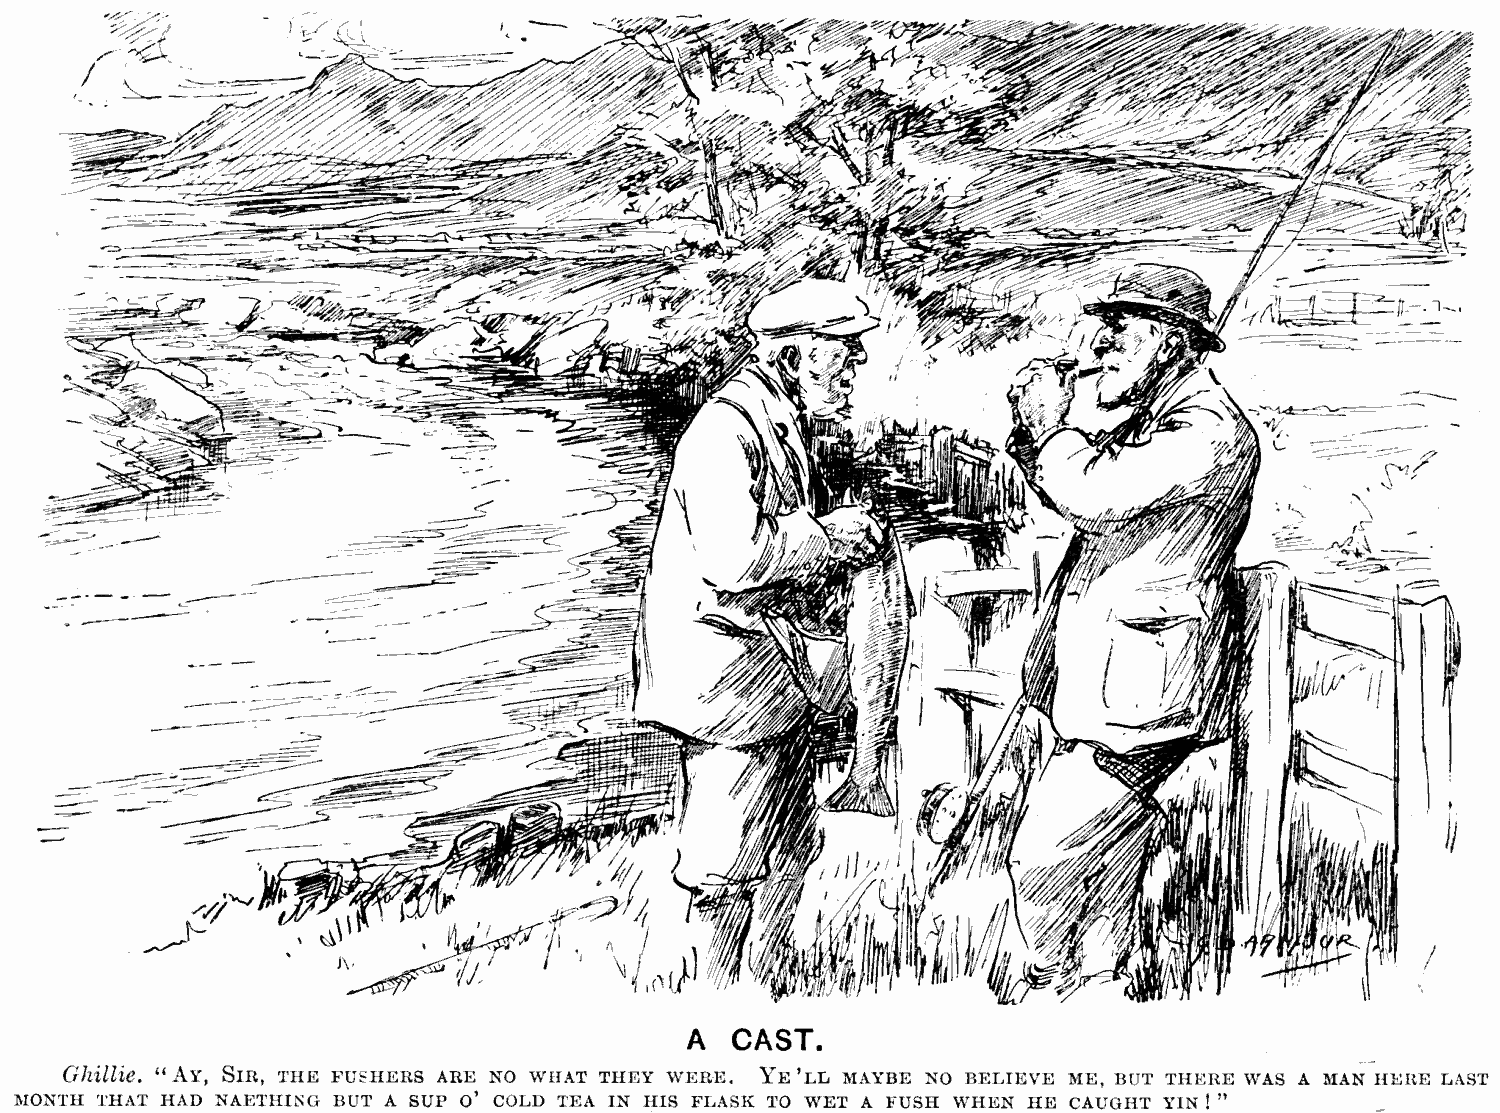 G D ARMOUR
A CAST.
Ghillie. “Ay, Sir, the fushers are no what they were. Ye'll maybe no believe me, but there was a man here last
month that had naething but a sup o' cold tea in his flask to wet a fush when he caught yin!”